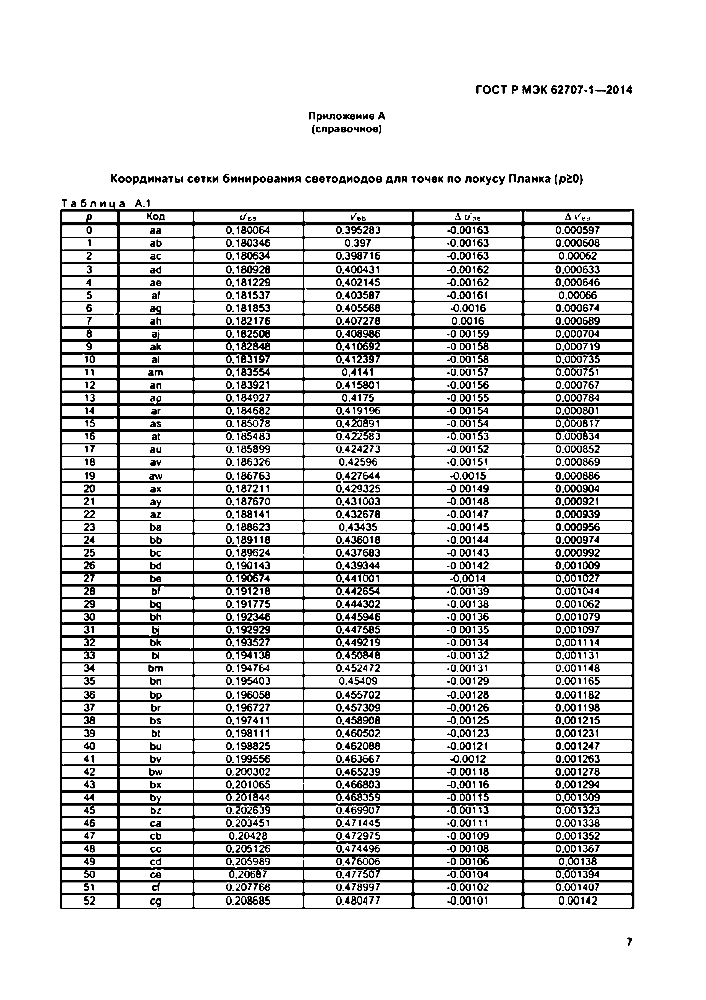 ГОСТ Р МЭК 62707-1—2014
Приложение А
(справочное)
Координаты сетки бинирования светодиодов для точек по локусу Планка (p≥0)
Таблица А.1
p Код u' v' Δ u' Δ v'
0 aa 0.180064 0.395283 -0.00163 0.000597
1 ab 0.180346 0.397 -0.00163 0.000608
2 ac 0.180634 0.398716 -0.00163 0.00062
3 ad 0.180928 0.400431 -0.00162 0.000633
4 ae 0.181229 0.402145 -0.00162 0.000646
5 af 0.181537 0.403587 -0.00161 0.00066
6 ag 0.181853 0.405568 -0.0016 0.000674
7 ah 0.182176 0.407278 0.0016 0.000689
8 aj 0.182508 0.408986 -0.00159 0.000704
9 ak 0.182848 0.410692 -0.00158 0.000719
10 al 0.183197 0.412397 -0.00158 0.000735
11 am 0.183554 0.4141 -0.00157 0.000751
12 an 0.183921 0.415801 -0.00156 0.000767
13 ap 0.184927 0.4175 -0.00155 0.000784
14 ar 0.184682 0.419196 -0.00154 0.000801
15 as 0.185078 0.420891 -0.00154 0.000817
16 at 0.185483 0.422583 -0.00153 0.000834
17 au 0.185899 0.424273 -0.00152 0.000852
18 av 0.186326 0.42596 -0.00151 0.000869
19 aw 0.186763 0.427644 -0.0015 0.000886
20 ax 0.187211 0.429325 -0.00149 0.000904
21 ay 0.187670 0.431003 -0.00148 0.000921
22 az 0.188141 0.432678 -0.00147 0.000939
23 ba 0.188623 0.43435 -0.00145 0.000956
24 bb 0.189118 0.436018 -0.00144 0.000974
25 bc 0.189624 0.437683 -0.00143 0.000992
26 bd 0.190143 0.439344 -0.00142 0.001009
27 be 0.190674 0.441001 -0.0014 0.001027
28 bf 0.191218 0.442654 -0.00139 0.001044
29 bg 0.191775 0.444302 -0.00138 0.001062
30 bh 0.192346 0.445946 -0.00136 0.001079
31 bj 0.192929 0.447585 -0.00135 0.001097
32 bk 0.193527 0.449219 -0.00134 0.001114
33 bl 0.194138 0.450848 -0.00132 0.001131
34 bm 0.194764 0.452472 -0.00131 0.001148
35 bn 0.195403 0.45409 -0.00129 0.001165
36 bp 0.196058 0.455702 -0.00128 0.001182
37 br 0.196727 0.457309 -0.00126 0.001198
38 bs 0.197411 0.458908 -0.00125 0.001215
39 bt 0.198111 0.460502 -0.00123 0.001231
40 bu 0.198825 0.462088 -0.00121 0.001247
41 bv 0.199556 0.463667 -0.0012 0.001263
42 bw 0.200302 0.465239 -0.00118 0.001278
43 bx 0.201065 0.466803 -0.00116 0.001294
44 by 0.201844 0.468359 -0.00115 0.001309
45 bz 0.202639 0.469907 -0.00113 0.001323
46 ca 0.203451 0.471445 -0.00111 0.001338
47 cb 0.20428 0.472975 -0.00109 0.001352
48 cc 0.205126 0.474496 -0.00108 0.001367
49 cd 0.205989 0.476006 -0.00106 0.00138
50 ce 0.20687 0.477507 -0.00104 0.001394
51 cf 0.207768 0.478997 -0.00102 0.001407
52 cg 0.208685 0.480477 -0.00101 0.00142
7